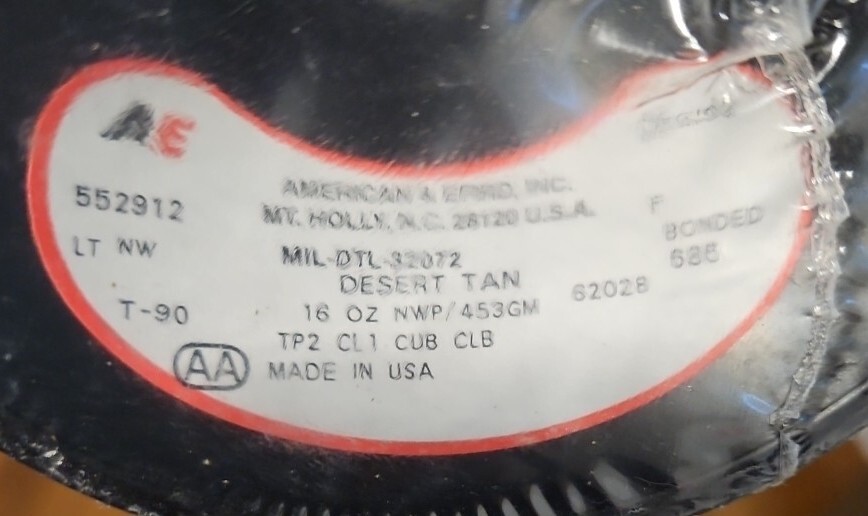 AE
AMERICAN & EFIRD, INC.
MT. HOLLY, N.C. 28120 U.S.A.
552912
LT NW
T-90
AA
MIL-DTL-32072
DESERT TAN
16 OZ NWP/453GM
TP2 CL1 CUB CLB
MADE IN USA
62028
F
BONDED